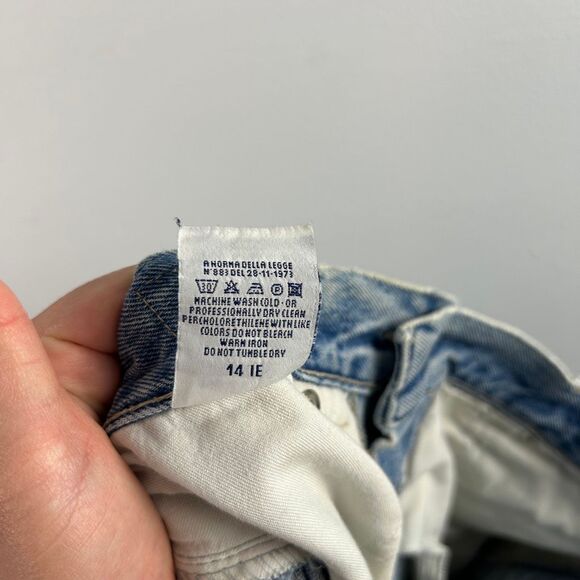 A NORMA DELLA LEGGE
N°883 DEL 28-11-1973
30
MACHINE WASH COLD-OR
PROFESSIONALLY DRY CLEAN
PERCHLORETHILENE WITH LIKE
COLORS DO NOT BLEACH
WARM IRON
DO NOT TUMBLE DRY
14 IE